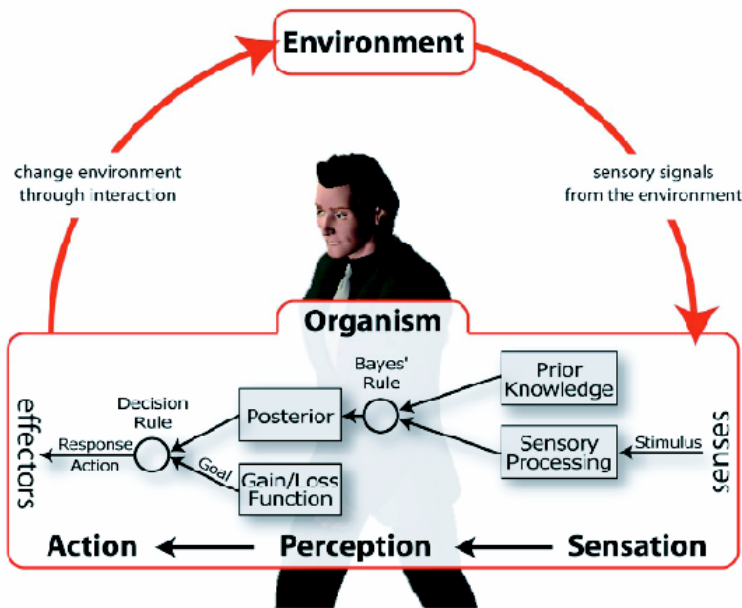 Environment
change environment
through interaction
sensory signals
from the environment
Organism
effectors
Response
Action
Decision
Rule
Goal
Posterior
Gain/Loss
Function
Bayes'
Rule
Prior
Knowledge
Sensory
Processing
Stimulus
senses
Action
Perception
Sensation